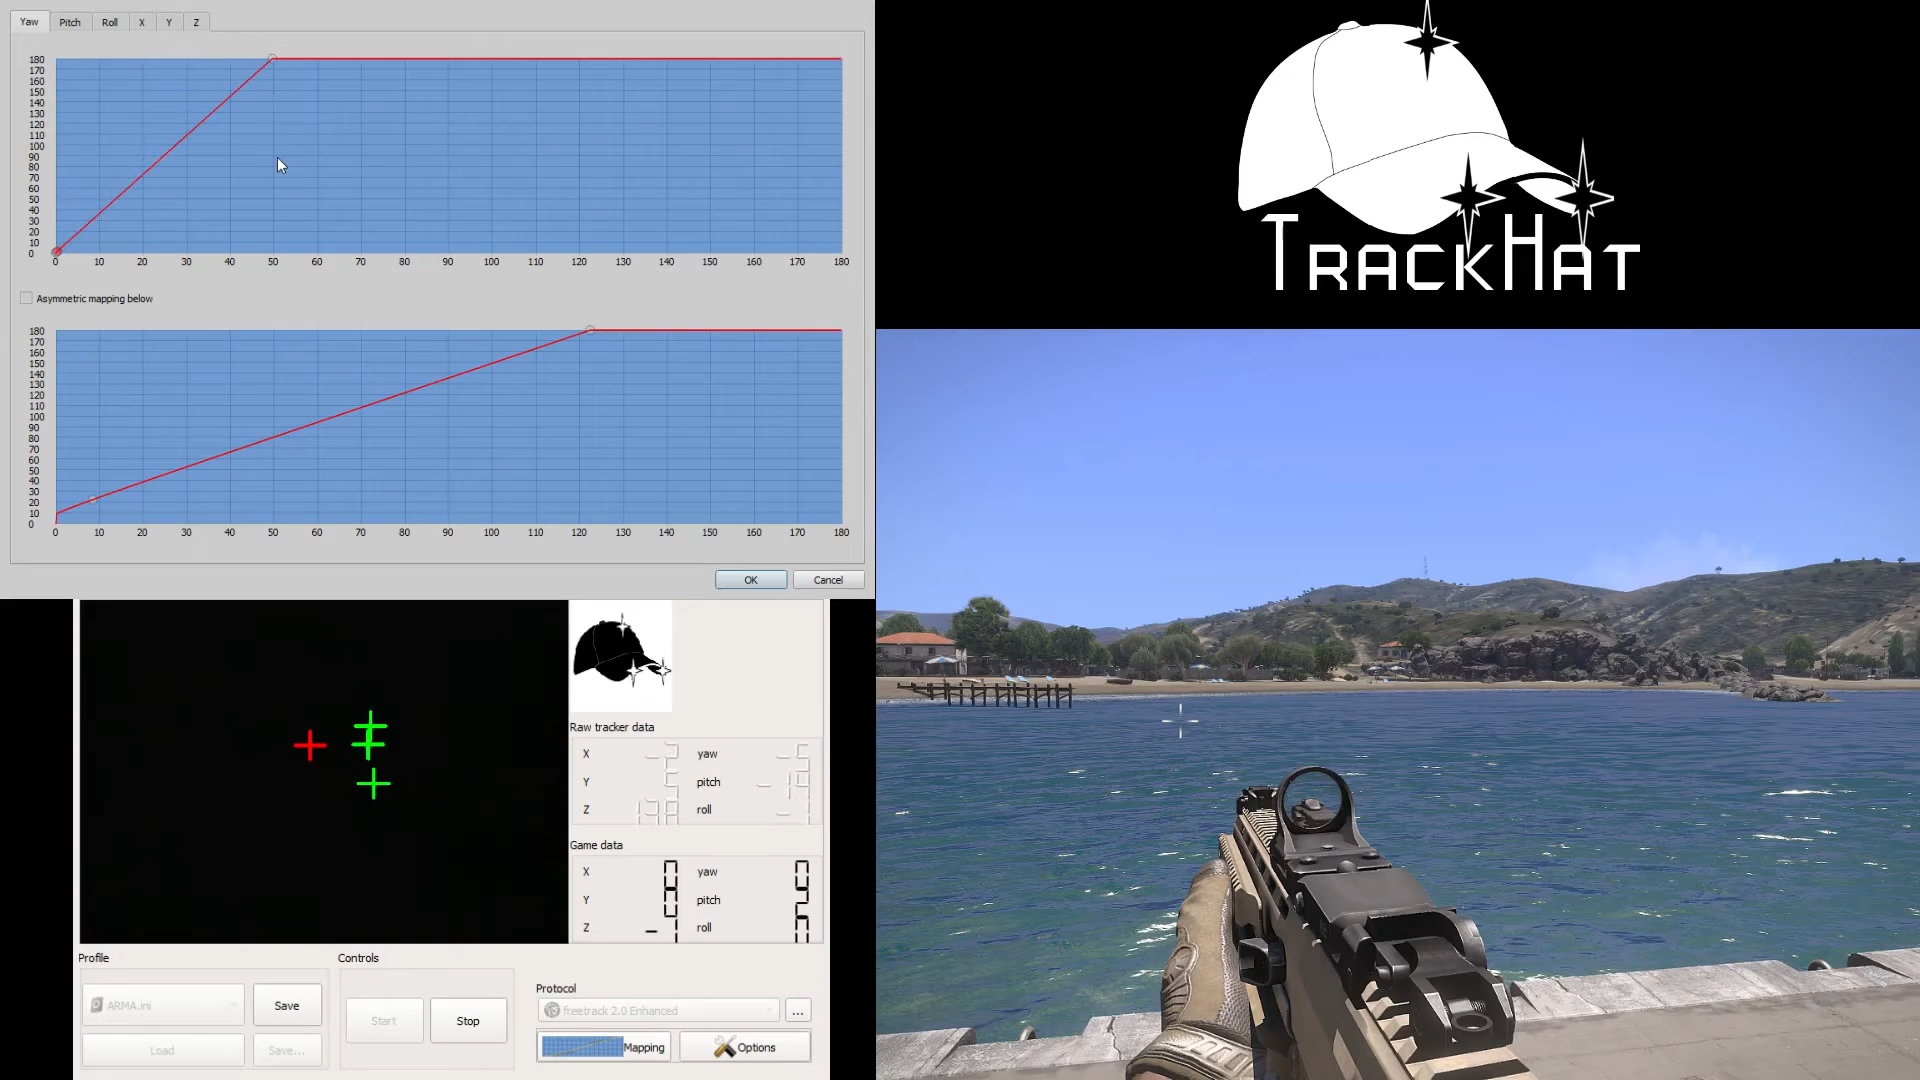 Yaw Pitch Roll X Y Z
180
170
160
150
140
130
120
110
100
90
80
70
60
50
40
30
20
10
0
0 10 20 30 40 50 60 70 80 90 100 110 120 130 140 150 160 170 180
Asymmetric mapping below
180
170
160
150
140
130
120
110
100
90
80
70
60
50
40
30
20
10
0
0 10 20 30 40 50 60 70 80 90 100 110 120 130 140 150 160 170 180
OK Cancel
TRACKHAT
Raw tracker data
X yaw
Y pitch
Z roll
Game data
X yaw
Y pitch
Z roll
Profile
ARMA.ini
Save
Load
Save...
Controls
Start
Stop
Protocol
freetrack 2.0 Enhanced
...
Mapping
Options